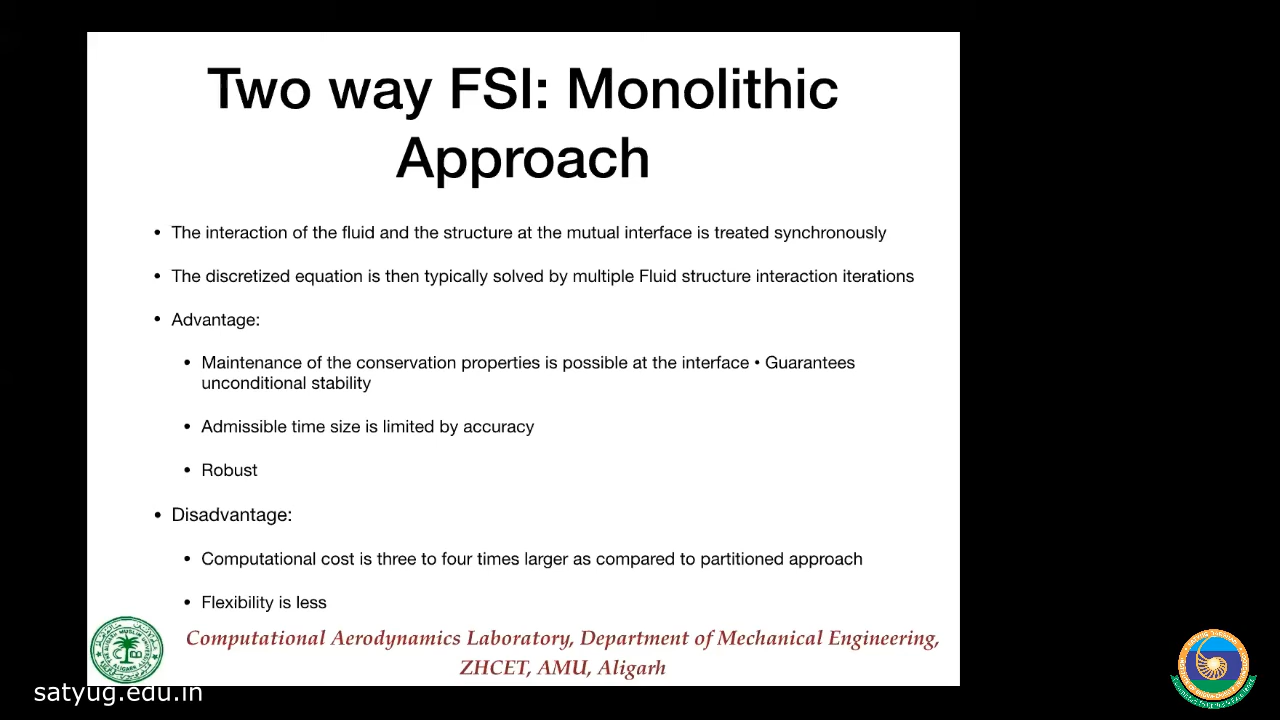 Two way FSI: Monolithic
Approach
• The interaction of the fluid and the structure at the mutual interface is treated synchronously
• The discretized equation is then typically solved by multiple Fluid structure interaction iterations
• Advantage:
• Maintenance of the conservation properties is possible at the interface • Guarantees
unconditional stability
• Admissible time size is limited by accuracy
• Robust
• Disadvantage:
• Computational cost is three to four times larger as compared to partitioned approach
• Flexibility is less
Computational Aerodynamics Laboratory, Department of Mechanical Engineering,
ZHCET, AMU, Aligarh
satyug.edu.in